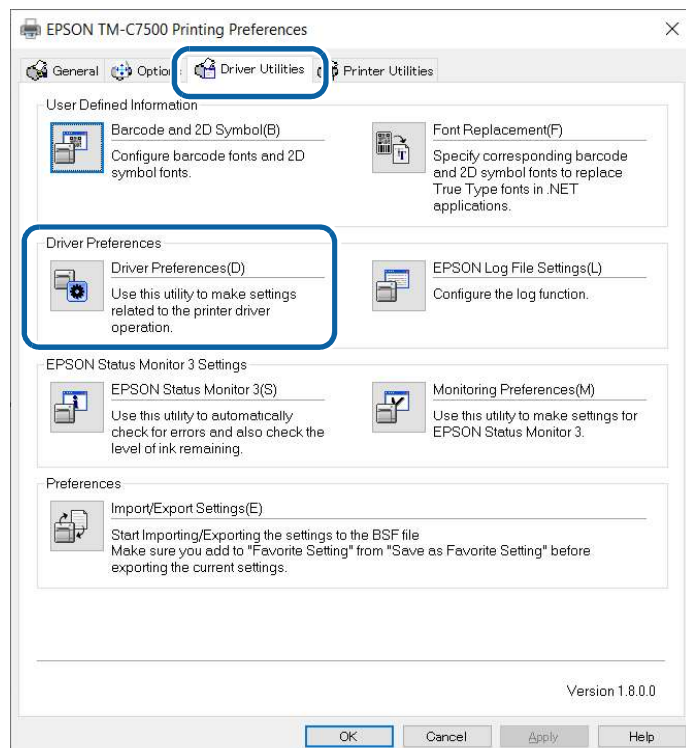 EPSON TM-C7500 Printing Preferences
General
Option
Driver Utilities
Printer Utilities
User Defined Information
Barcode and 2D Symbol(B)
Configure barcode fonts and 2D
symbol fonts.
Font Replacement(F)
Specify corresponding barcode
and 2D symbol fonts to replace
True Type fonts in .NET
applications.
Driver Preferences
Driver Preferences(D)
Use this utility to make settings
related to the printer driver
operation.
EPSON Log File Settings(L)
Configure the log function.
EPSON Status Monitor 3 Settings
EPSON Status Monitor 3(S)
Use this utility to automatically
check for errors and also check the
level of ink remaining.
Monitoring Preferences(M)
Use this utility to make settings for
EPSON Status Monitor 3.
Preferences
Import/Export Settings(E)
Start Importing/Exporting the settings to the BSF file
Make sure you add to "Favorite Setting" from "Save as Favorite Setting" before
exporting the current settings.
Version 1.8.0.0
OK
Cancel
Apply
Help